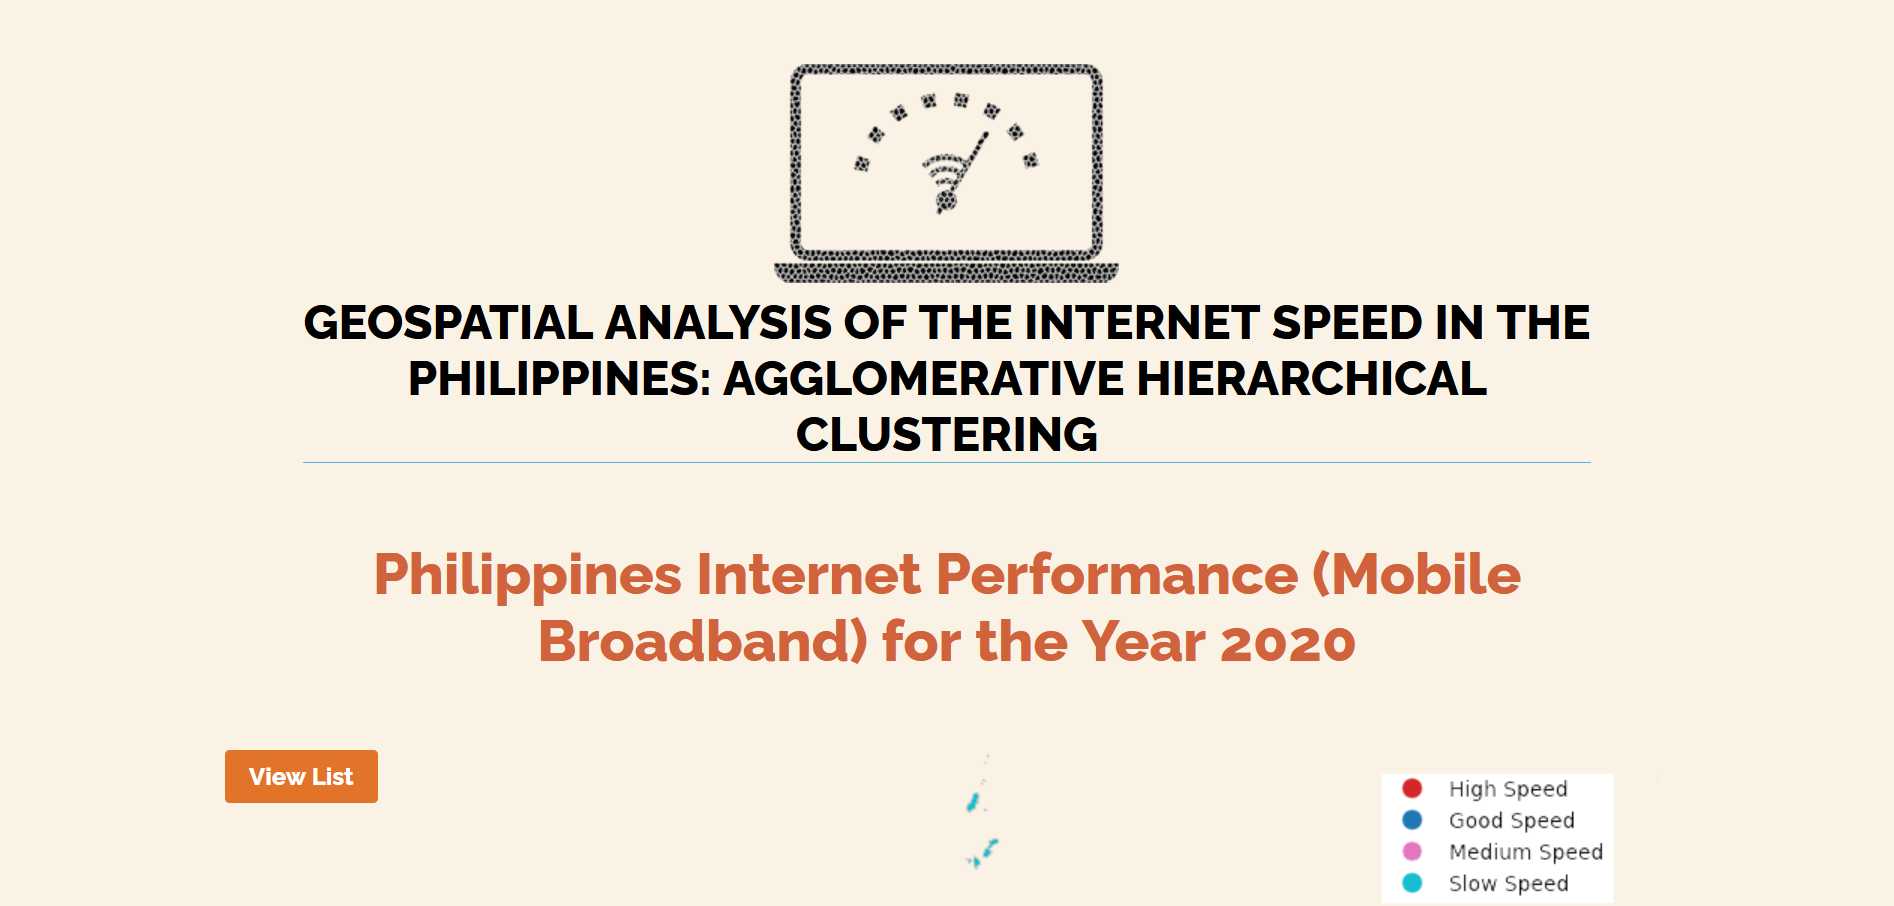 GEOSPATIAL ANALYSIS OF THE INTERNET SPEED IN THE
PHILIPPINES: AGGLOMERATIVE HIERARCHICAL
CLUSTERING
Philippines Internet Performance (Mobile
Broadband) for the Year 2020
View List
High Speed
Good Speed
Medium Speed
Slow Speed